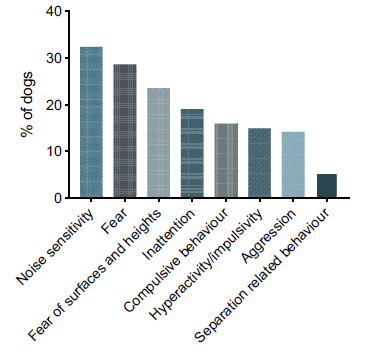 % of dogs
40
30
20
10
0
Noise sensitivity
Fear
Fear of surfaces and heights
Inattention
Compulsive behaviour
Hyperactivity/impulsivity
Aggression
Separation related behaviour